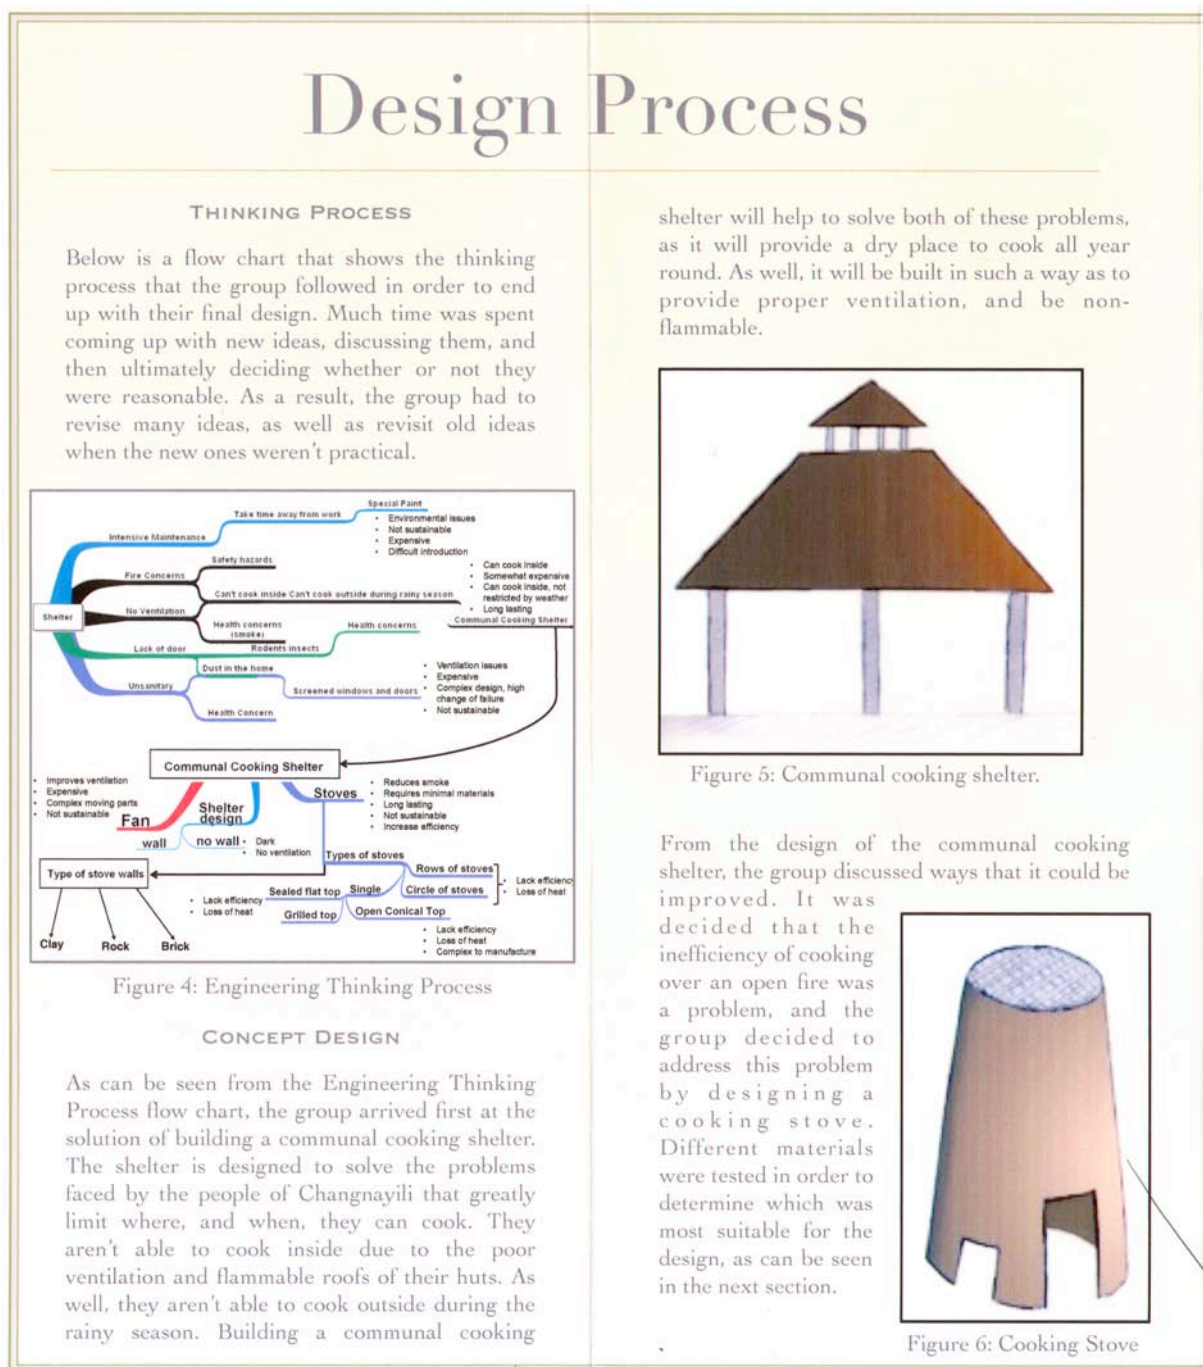 Design Process
THINKING PROCESS
Below is a flow chart that shows the thinking
process that the group followed in order to end
up with their final design. Much time was spent
coming up with new ideas, discussing them, and
then ultimately deciding whether or not they
were reasonable. As a result, the group had to
revise many ideas, as well as revisit old ideas
when the new ones weren't practical.
Shelter
Intensive Maintenance
Take time away from work
Special Paint
• Environmental issues
• Not sustainable
• Expensive
• Difficult introduction
Fire Concerns
Safety hazards
Can't cook inside Can't cook outside during rainy season
• Can cook inside
• Somewhat expensive
• Can cook inside, not
restricted by weather
• Long lasting
Communal Cooking Shelter
No Ventilation
Health concerns
(smoke)
Lack of door
Rodents insects
Health concerns
Dust in the home
Unsanitary
Screened windows and doors
• Ventilation issues
• Expensive
• Complex design, high
change of failure
• Not sustainable
Health Concern
Communal Cooking Shelter
• Improves ventilation
• Expensive
• Complex moving parts
• Not sustainable
Fan
Shelter
design
wall
no wall
• Dark
• No ventilation
Stoves
• Reduces smoke
• Requires minimal materials
• Long lasting
• Not sustainable
• Increase efficiency
Types of stoves
Rows of stoves
Circle of stoves
• Lack efficiency
• Loss of heat
Single
Sealed flat top
• Lack efficiency
• Loss of heat
Grilled top
Open Conical Top
• Lack efficiency
• Loss of heat
• Complex to manufacture
Type of stove walls
Clay
Rock
Brick
Figure 4: Engineering Thinking Process
CONCEPT DESIGN
As can be seen from the Engineering Thinking
Process flow chart, the group arrived first at the
solution of building a communal cooking shelter.
The shelter is designed to solve the problems
faced by the people of Changnayili that greatly
limit where, and when, they can cook. They
aren't able to cook inside due to the poor
ventilation and flammable roofs of their huts. As
well, they aren't able to cook outside during the
rainy season. Building a communal cooking
shelter will help to solve both of these problems,
as it will provide a dry place to cook all year
round. As well, it will be built in such a way as to
provide proper ventilation, and be non-
flammable.
Figure 5: Communal cooking shelter.
From the design of the communal cooking
shelter, the group discussed ways that it could be
improved. It was
decided that the
inefficiency of cooking
over an open fire was
a problem, and the
group decided to
address this problem
by designing a
cooking stove.
Different materials
were tested in order to
determine which was
most suitable for the
design, as can be seen
in the next section.
Figure 6: Cooking Stove